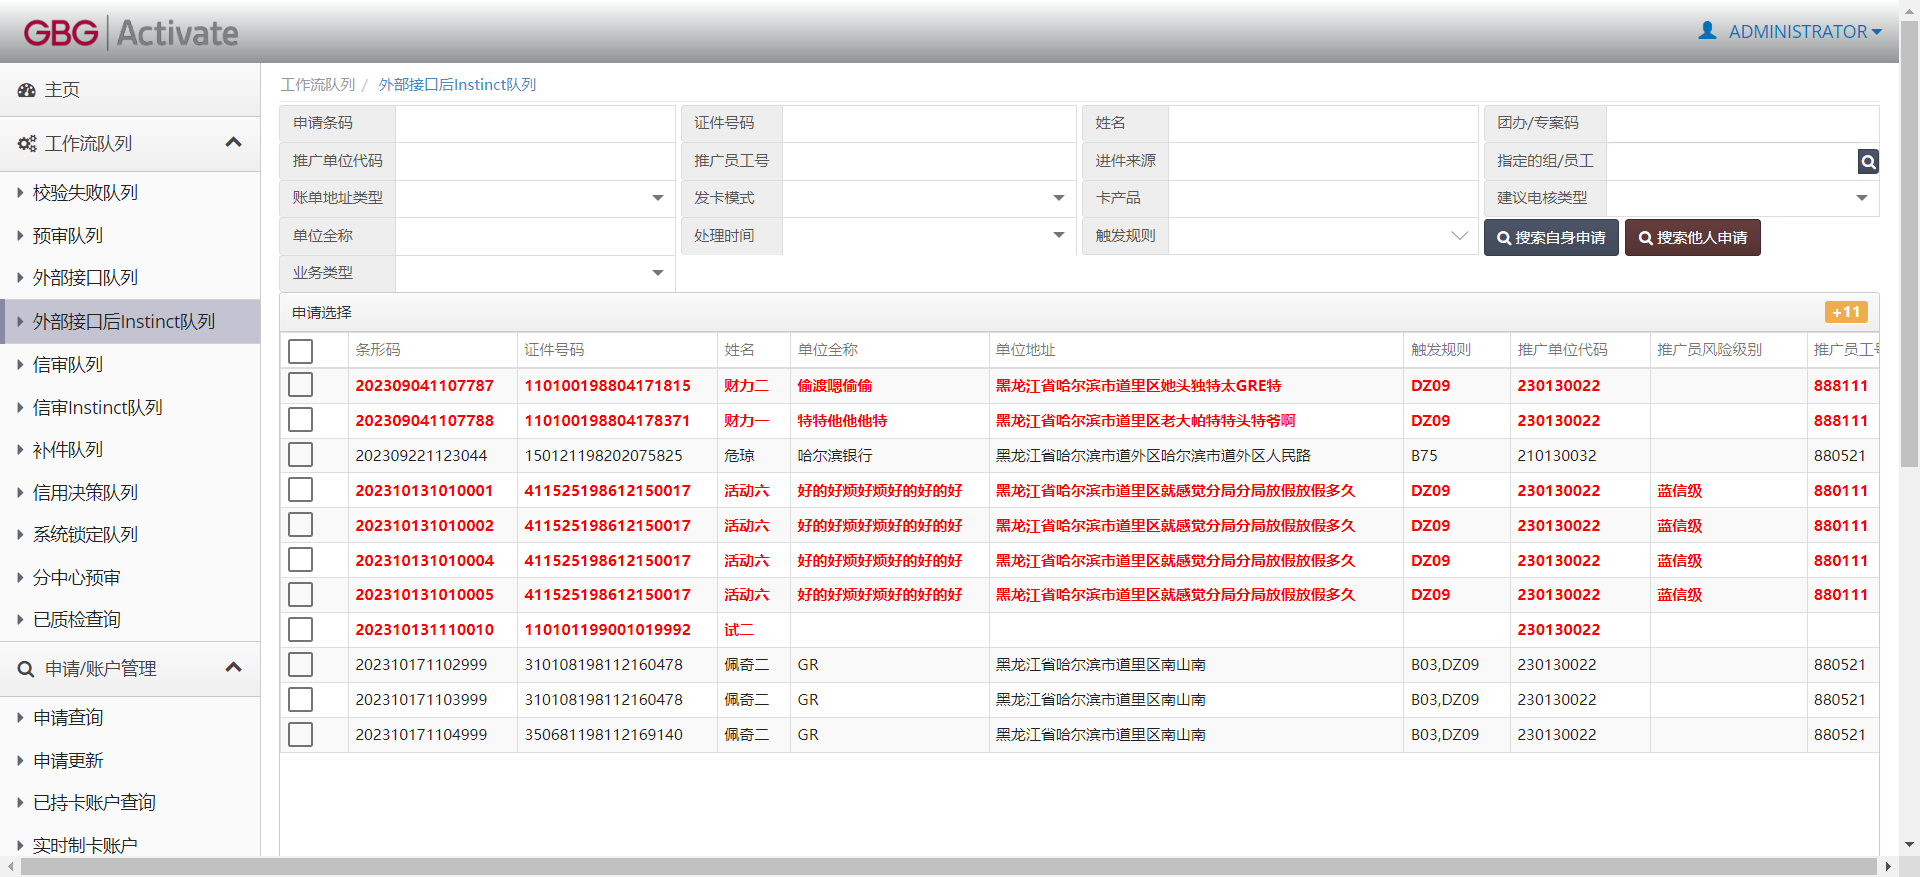 GBG | Activate
ADMINISTRATOR
主页
工作流队列
校验失败队列
预审队列
外部接口队列
外部接口后Instinct队列
信审队列
信审Instinct队列
补件队列
信用决策队列
系统锁定队列
分中心预审
已质检查询
申请/账户管理
申请查询
申请更新
已持卡账户查询
实时制卡账户
工作流队列 / 外部接口后Instinct队列
申请条码 证件号码 姓名 团办/专案码
推广单位代码 推广员工号 进件来源 指定的组/员工
账单地址类型 发卡模式 卡产品 建议电核类型
单位全称 处理时间 触发规则 搜索自身申请 搜索他人申请
业务类型
申请选择 +11
条形码 证件号码 姓名 单位全称 单位地址 触发规则 推广单位代码 推广员风险级别 推广员工号
202309041107787 110100198804171815 财力二 偷渡嗯偷偷 黑龙江省哈尔滨市道里区她头独特太GRE特 DZ09 230130022 888111
202309041107788 110100198804178371 财力一 特特他他他特 黑龙江省哈尔滨市道里区老大帕特特头特爷啊 DZ09 230130022 888111
202309221123044 150121198202075825 危琼 哈尔滨银行 黑龙江省哈尔滨市道外区哈尔滨市道外区人民路 B75 210130032 880521
202310131010001 411525198612150017 活动六 好的好烦好烦好的好的好 黑龙江省哈尔滨市道里区就感觉分局分局放假放假多久 DZ09 230130022 蓝信级 880111
202310131010002 411525198612150017 活动六 好的好烦好烦好的好的好 黑龙江省哈尔滨市道里区就感觉分局分局放假放假多久 DZ09 230130022 蓝信级 880111
202310131010004 411525198612150017 活动六 好的好烦好烦好的好的好 黑龙江省哈尔滨市道里区就感觉分局分局放假放假多久 DZ09 230130022 蓝信级 880111
202310131010005 411525198612150017 活动六 好的好烦好烦好的好的好 黑龙江省哈尔滨市道里区就感觉分局分局放假放假多久 DZ09 230130022 蓝信级 880111
202310131110010 110101199001019992 试二 230130022
202310171102999 310108198112160478 佩奇二 GR 黑龙江省哈尔滨市道里区南山南 B03,DZ09 230130022 880521
202310171103999 310108198112160478 佩奇二 GR 黑龙江省哈尔滨市道里区南山南 B03,DZ09 230130022 880521
202310171104999 350681198112169140 佩奇二 GR 黑龙江省哈尔滨市道里区南山南 B03,DZ09 230130022 880521